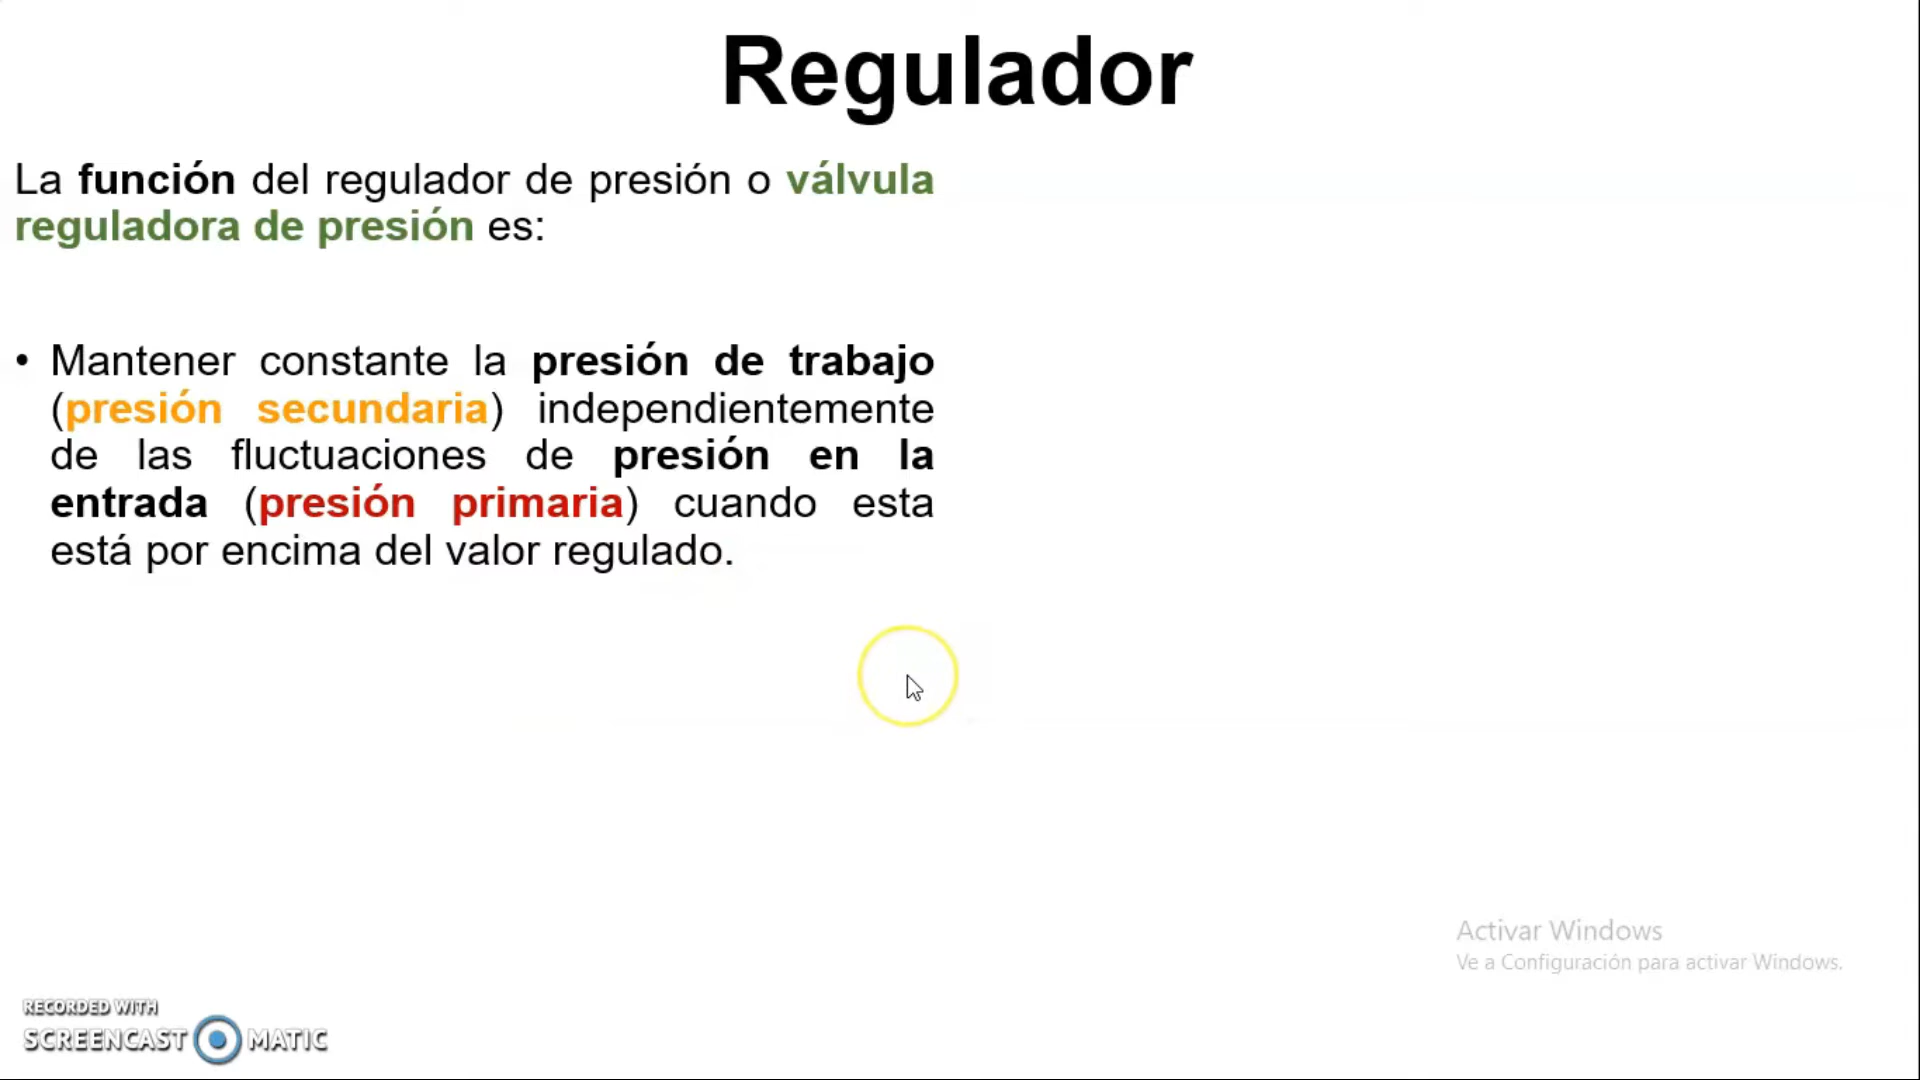 Regulador
La función del regulador de presión o válvula
reguladora de presión es:
• Mantener constante la presión de trabajo
(presión secundaria) independientemente
de las fluctuaciones de presión en la
entrada (presión primaria) cuando esta
está por encima del valor regulado.
Activar Windows
Ve a Configuración para activar Windows.
RECORDED WITH
SCREENCAST MATIC